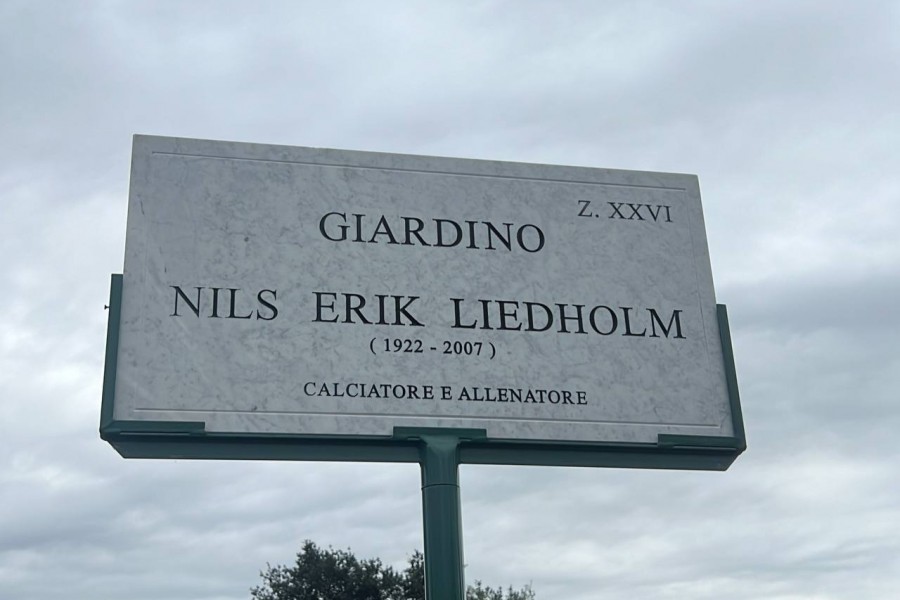 Z. XXVI
GIARDINO
NILS ERIK LIEDHOLM
( 1922 - 2007 )
CALCIATORE E ALLENATORE